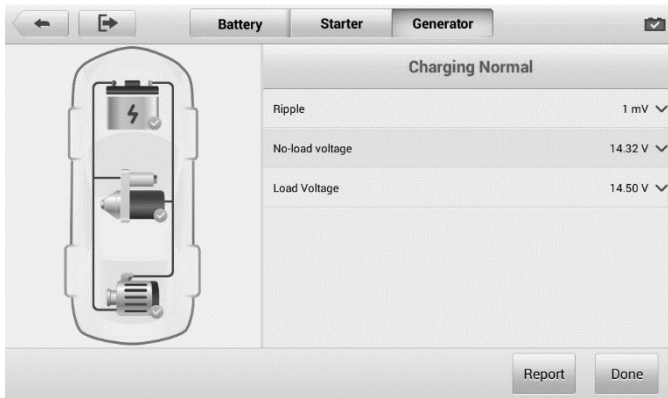 Battery Starter Generator
Charging Normal
Ripple 1 mV
No-load voltage 14.32 V
Load Voltage 14.50 V
Report Done